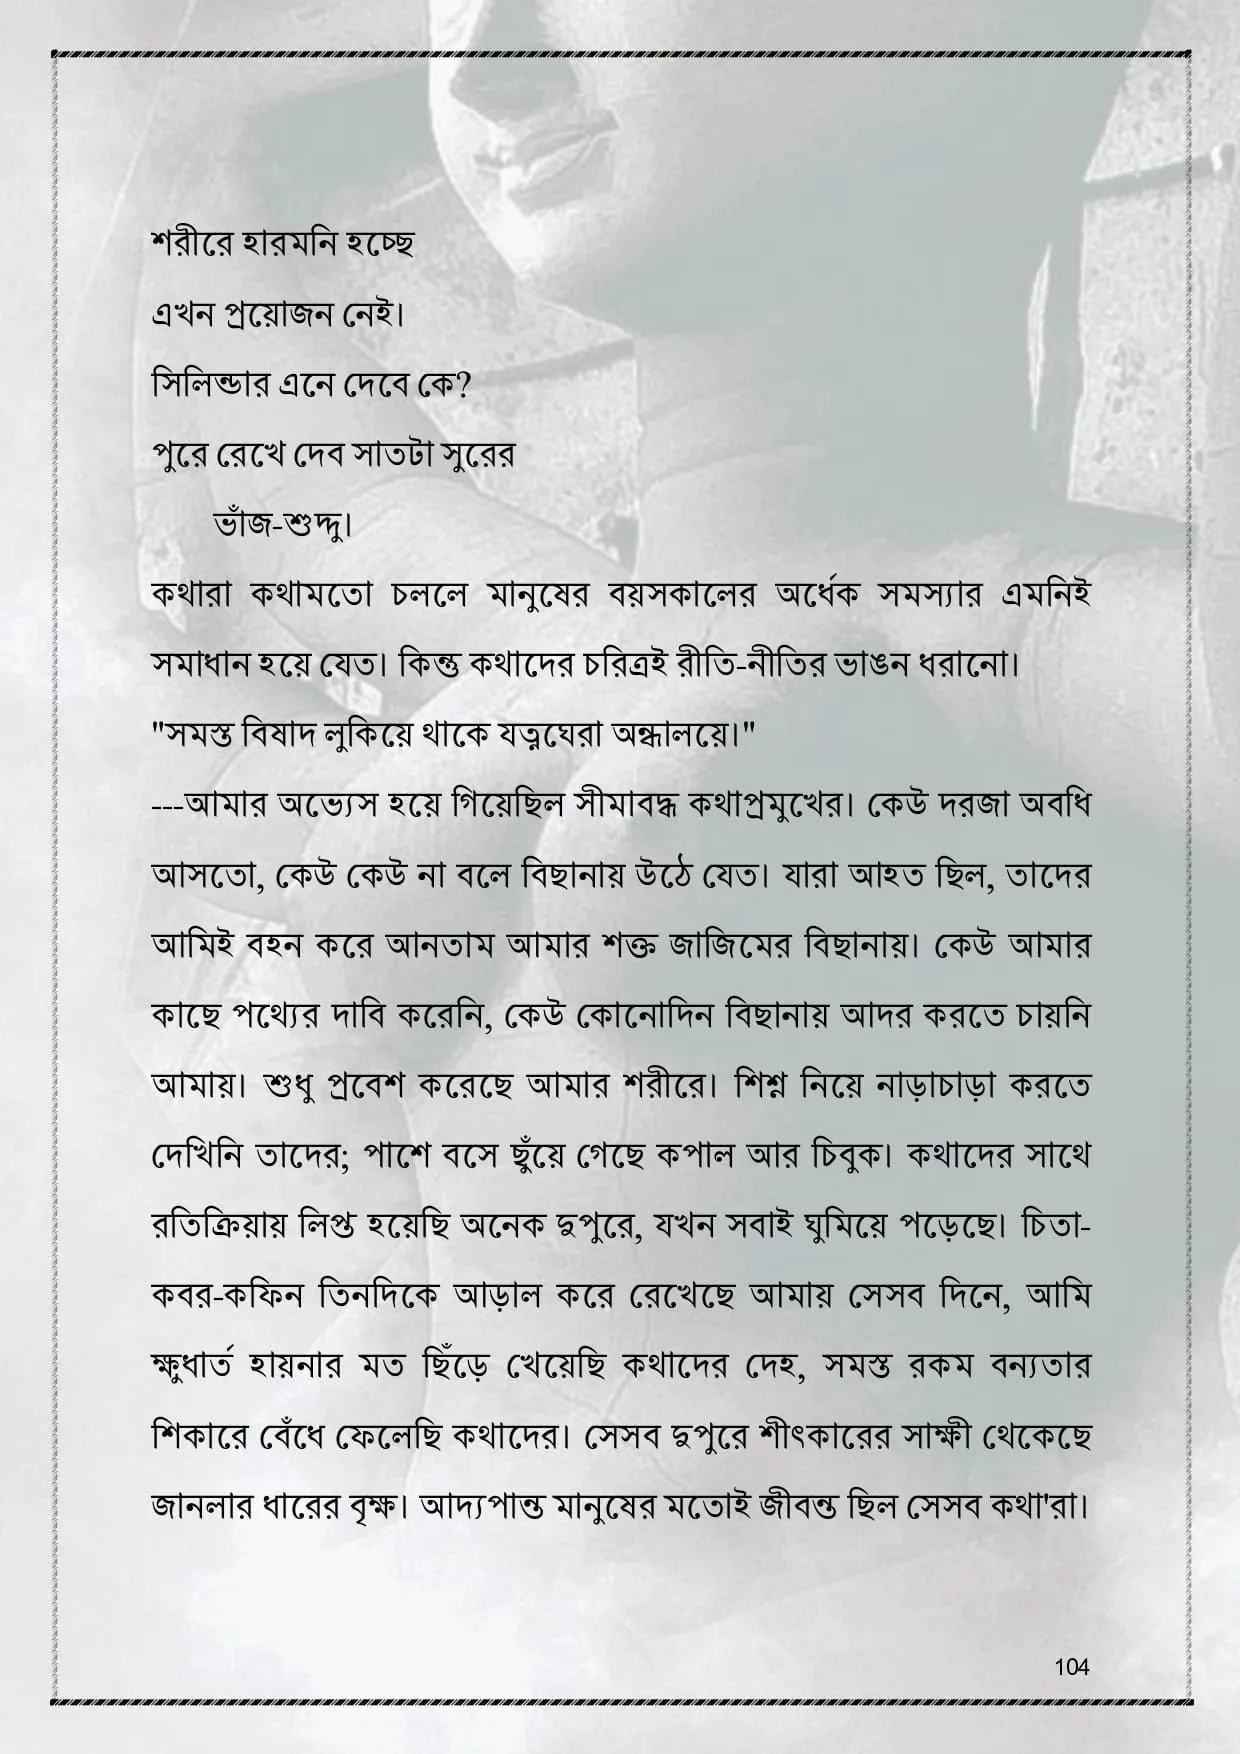 শরীরে হারমনি হচ্ছে
এখন প্রয়োজন নেই।
সিলিন্ডার এনে দেবে কে?
পুরে রেখে দেব সাতটা সুরের
ভাঁজ-শুদ্দু।
কথারা কথামতো চললে মানুষের বয়সকালের অর্ধেক সমস্যার এমনিই
সমাধান হয়ে যেত। কিন্তু কথাদের চরিত্রই রীতি-নীতির ভাঙন ধরানো।
"সমস্ত বিষাদ লুকিয়ে থাকে যত্নঘেরা অন্ধালয়ে।"
---আমার অভ্যেস হয়ে গিয়েছিল সীমাবদ্ধ কথাপ্রমুখের। কেউ দরজা অবধি
আসতো, কেউ কেউ না বলে বিছানায় উঠে যেত। যারা আহত ছিল, তাদের
আমিই বহন করে আনতাম আমার শক্ত জাজিমের বিছানায়। কেউ আমার
কাছে পথ্যের দাবি করেনি, কেউ কোনোদিন বিছানায় আদর করতে চায়নি
আমায়। শুধু প্রবেশ করেছে আমার শরীরে। শিশ্ন নিয়ে নাড়াচাড়া করতে
দেখিনি তাদের; পাশে বসে ছুঁয়ে গেছে কপাল আর চিবুক। কথাদের সাথে
রতিক্রিয়ায় লিপ্ত হয়েছি অনেক দুপুরে, যখন সবাই ঘুমিয়ে পড়েছে। চিতা-
কবর-কফিন তিনদিকে আড়াল করে রেখেছে আমায় সেসব দিনে, আমি
ক্ষুধার্ত হায়নার মত ছিঁড়ে খেয়েছি কথাদের দেহ, সমস্ত রকম বন্যতার
শিকারে বেঁধে ফেলেছি কথাদের। সেসব দুপুরে শীৎকারের সাক্ষী থেকেছে
জানলার ধারের বৃক্ষ। আদ্যপান্ত মানুষের মতোই জীবন্ত ছিল সেসব কথা'রা।
104